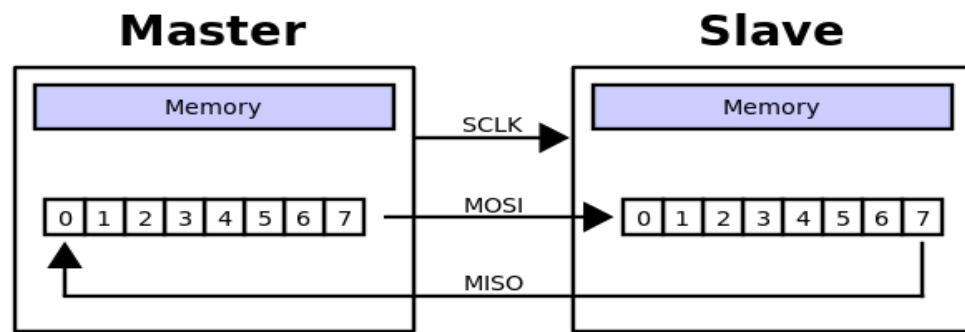 Master Slave
Memory Memory
SCLK
0 1 2 3 4 5 6 7 MOSI 0 1 2 3 4 5 6 7
MISO